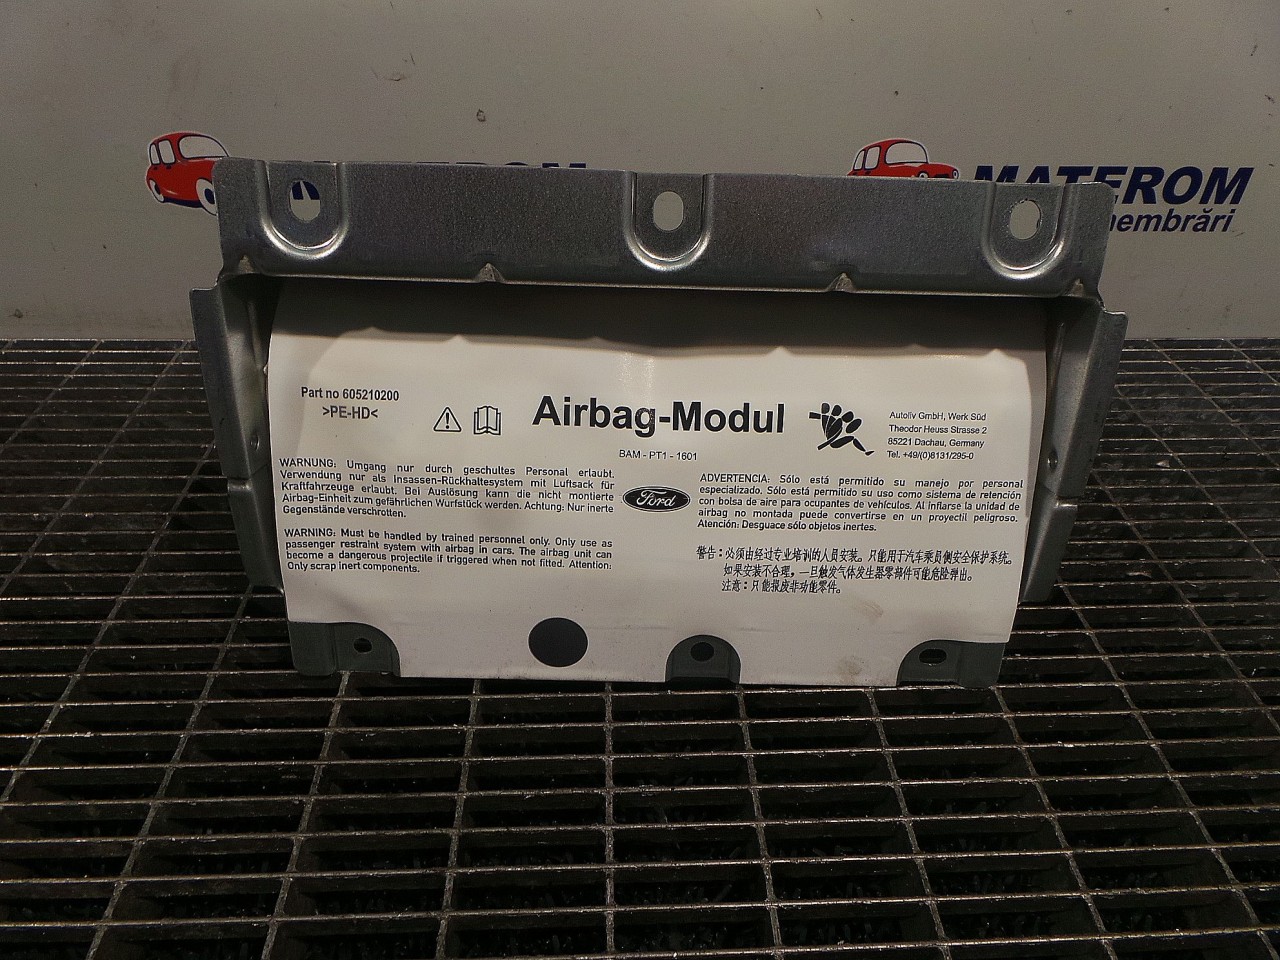 MATEROM
membrări
Part no 605210200
>PE-HD<
Airbag-Modul
BAM - PT1 - 1601
Autoliv GmbH, Werk Süd
Theodor Heuss Strasse 2
85221 Dachau, Germany
Tel. +49/(0)8131/295-0
WARNUNG: Umgang nur durch geschultes Personal erlaubt.
Verwendung nur als Insassen-Rückhaltesystem mit Luftsack für
Kraftfahrzeuge erlaubt. Bei Auslösung kann die nicht montierte
Airbag-Einheit zum gefährlichen Wurfstück werden. Achtung: Nur inerte
Gegenstände verschrotten.
WARNING: Must be handled by trained personnel only. Only use as
passenger restraint system with airbag in cars. The airbag unit can
become a dangerous projectile if triggered when not fitted. Attention:
Only scrap inert components.
Ford
ADVERTENCIA: Sólo está permitido su manejo por personal
especializado. Sólo está permitido su uso como sistema de retención
con bolsa de aire para ocupantes de vehículos. Al inflarse la unidad de
airbag no montada puede convertirse en un proyectil peligroso.
Atención: Desguace sólo objetos inertes.
警告：必须由经过专业培训的人员安装。只能用于汽车乘员侧安全保护系统。
如果安装不合理，一旦触发气体发生器零部件可能危险弹出。
注意：只能报废非功能零件。